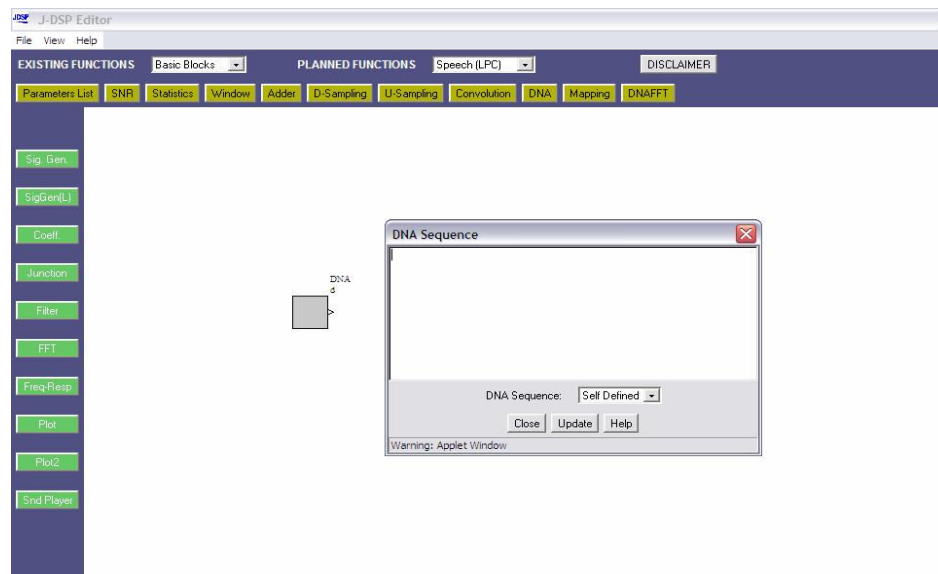 J-DSP Editor
File View Help
EXISTING FUNCTIONS Basic Blocks PLANNED FUNCTIONS Speech (LPC) DISCLAIMER
Parameters List SNR Statistics Window Adder D-Sampling U-Sampling Convolution DNA Mapping DNAFFT
Sig. Gen.
SigGen(L)
Coeff.
Junction
Filter
FFT
Freq-Resp
Plot
Plot2
Snd Player
DNA
DNA Sequence
DNA Sequence: Self Defined
Close Update Help
Warning: Applet Window